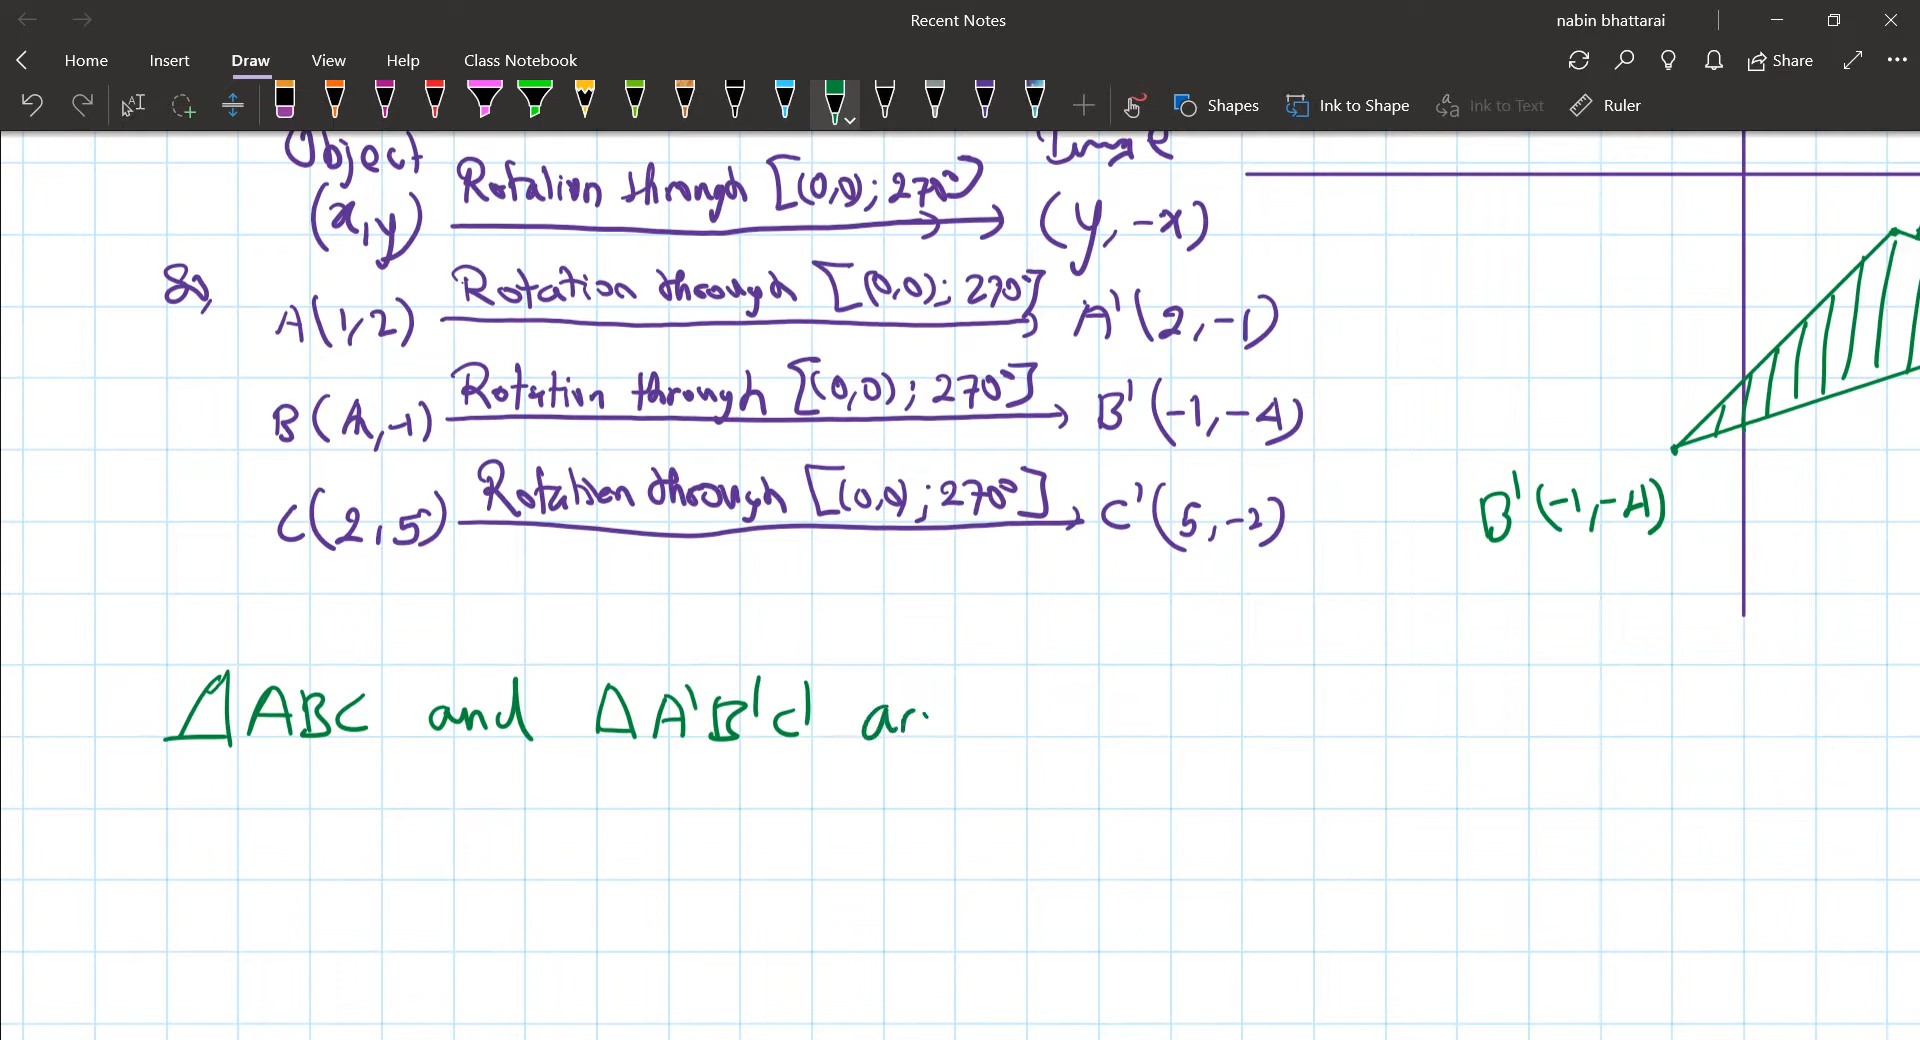 Recent Notes
nabin bhattarai
Home Insert Draw View Help Class Notebook
Share
Shapes Ink to Shape Ink to Text Ruler
Object Image
(x,y) Rotation through [(0,0); 270°] (y, -x)
So,
A(1,2) Rotation through [(0,0); 270°] A'(2,-1)
B(4,-1) Rotation through [(0,0); 270°] B'(-1,-4)
C(2,5) Rotation through [(0,0); 270°] C'(5,-2)
B'(-1,-4)
△ABC and △A'B'C' ar